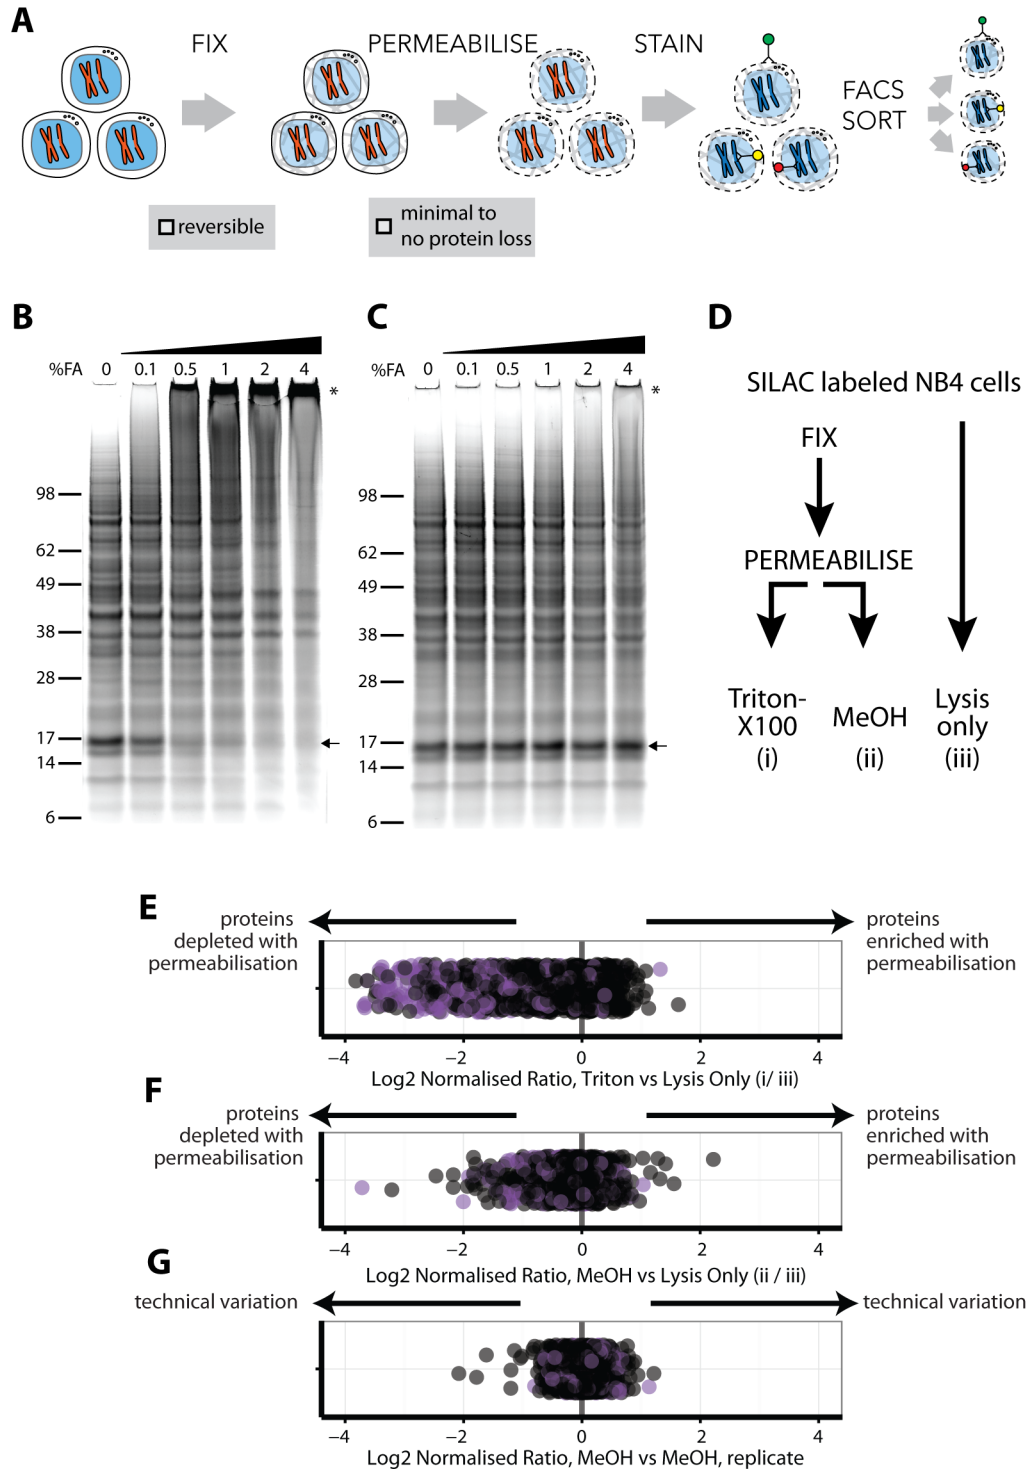 A
FIX
PERMEABILISE
STAIN
FACS
SORT
reversible
minimal to
no protein loss
B
%FA 0 0.1 0.5 1 2 4
*
98
62
49
38
28
17
14
6
C
%FA 0 0.1 0.5 1 2 4
*
98
62
49
38
28
17
14
6
D
SILAC labeled NB4 cells
FIX
PERMEABILISE
Triton-
X100
(i)
MeOH
(ii)
Lysis
only
(iii)
E
proteins
depleted with
permeabilisation
proteins
enriched with
permeabilisation
−4 −2 0 2 4
Log2 Normalised Ratio, Triton vs Lysis Only (i/ iii)
F
proteins
depleted with
permeabilisation
proteins
enriched with
permeabilisation
−4 −2 0 2 4
Log2 Normalised Ratio, MeOH vs Lysis Only (ii / iii)
G
technical variation
technical variation
−4 −2 0 2 4
Log2 Normalised Ratio, MeOH vs MeOH, replicate